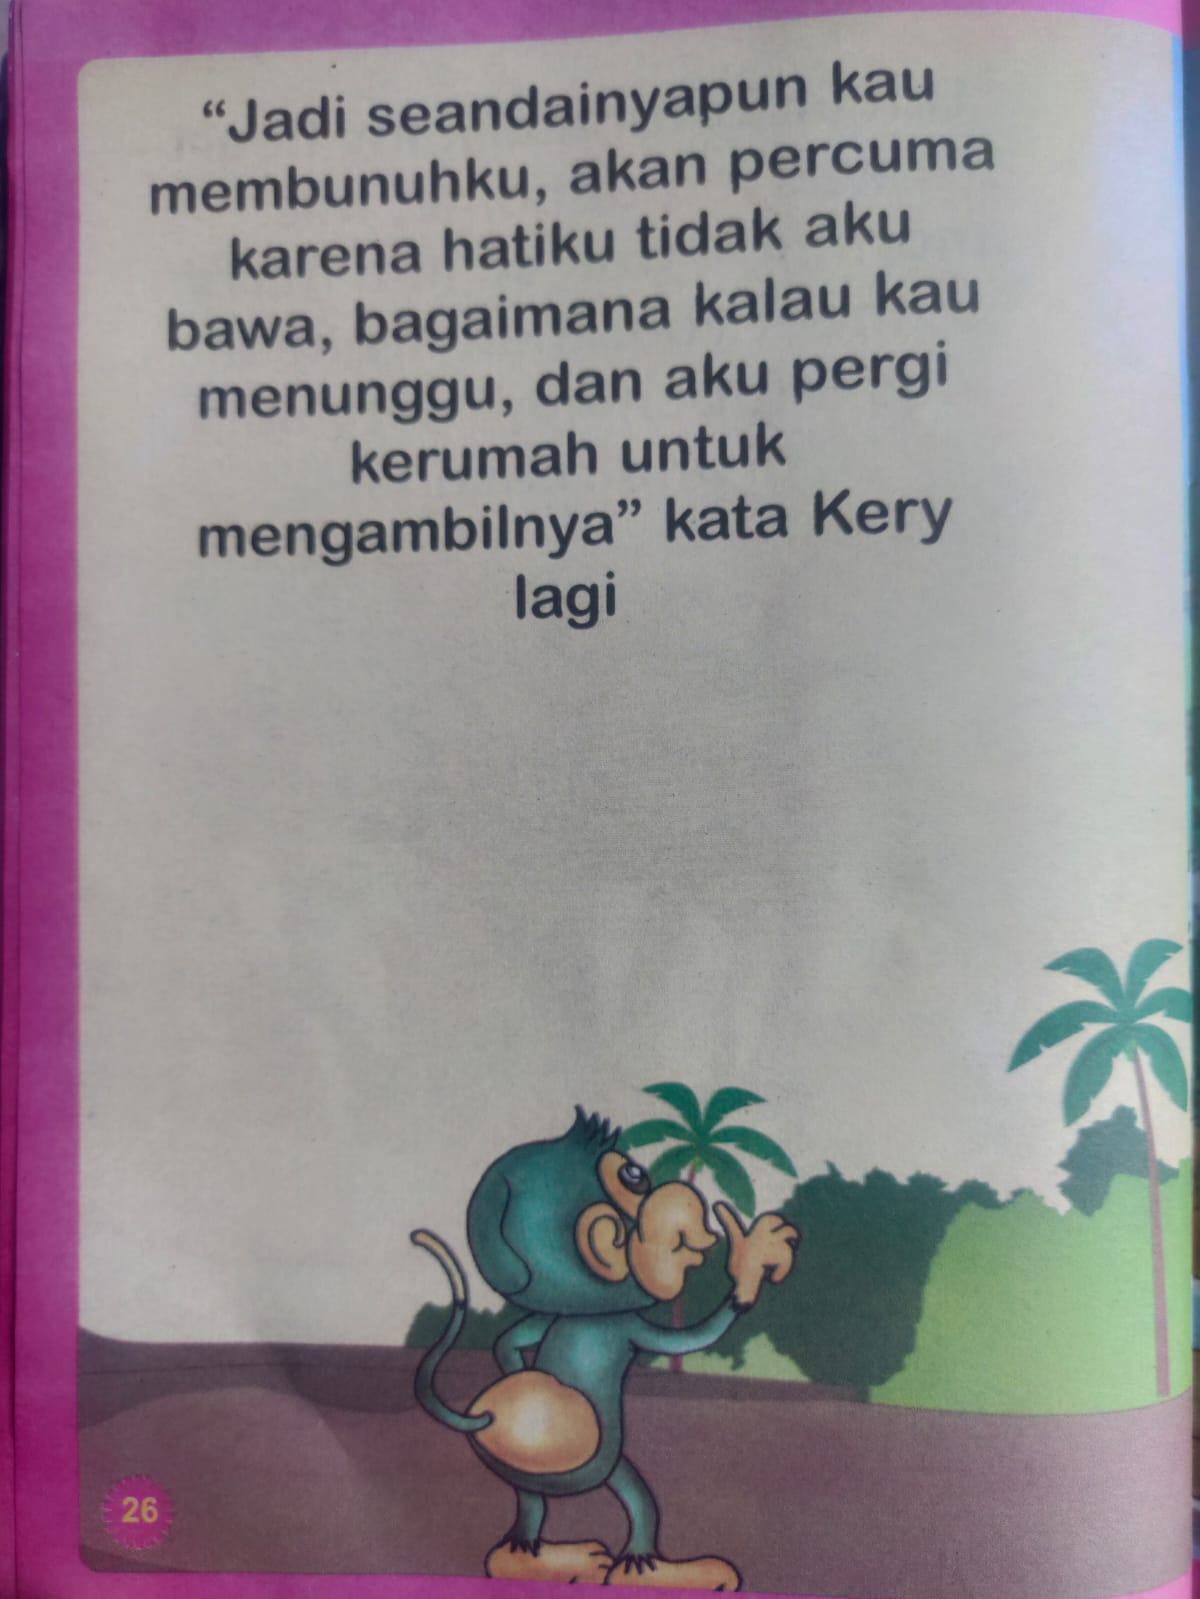 “Jadi seandainyapun kau
membunuhku, akan percuma
karena hatiku tidak aku
bawa, bagaimana kalau kau
menunggu, dan aku pergi
kerumah untuk
mengambilnya” kata Kery
lagi
26